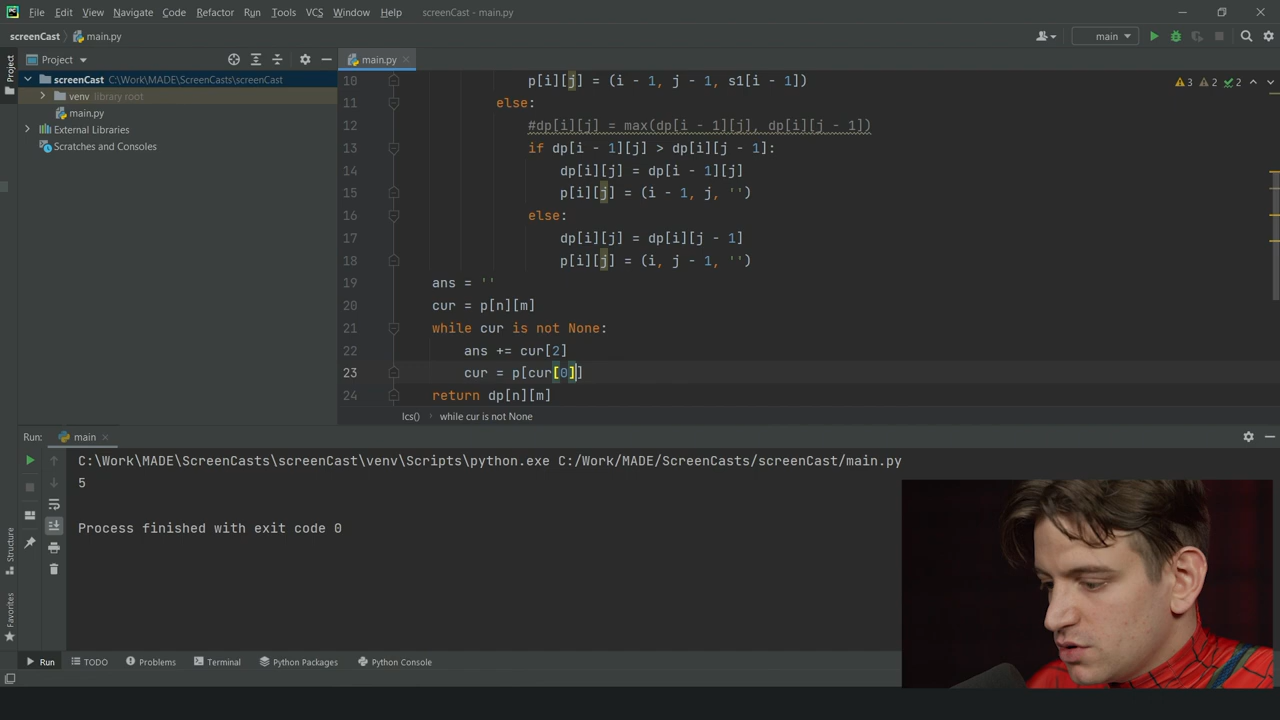 File Edit View Navigate Code Refactor Run Tools VCS Window Help screenCast - main.py
screenCast main.py main
Project main.py
screenCast C:\Work\MADE\ScreenCasts\screenCast
venv library root
main.py
External Libraries
Scratches and Consoles
Project
Structure
Favorites
3 2 2
10 p[i][j] = (i - 1, j - 1, s1[i - 1])
11 else:
12 #dp[i][j] = max(dp[i - 1][j], dp[i][j - 1])
13 if dp[i - 1][j] > dp[i][j - 1]:
14 dp[i][j] = dp[i - 1][j]
15 p[i][j] = (i - 1, j, '')
16 else:
17 dp[i][j] = dp[i][j - 1]
18 p[i][j] = (i, j - 1, '')
19 ans = ''
20 cur = p[n][m]
21 while cur is not None:
22 ans += cur[2]
23 cur = p[cur[0]]
24 return dp[n][m]
lcs() while cur is not None
Run: main
C:\Work\MADE\ScreenCasts\screenCast\venv\Scripts\python.exe C:/Work/MADE/ScreenCasts/screenCast/main.py
5
Process finished with exit code 0
Run TODO Problems Terminal Python Packages Python Console